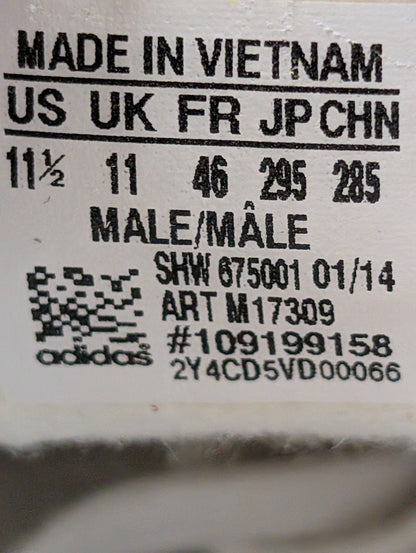 MADE IN VIETNAM
US UK FR JP CHN
11½ 11 46 295 285
MALE/MÂLE
SHW 675001 01/14
ART M17309
adidas #109199158
2Y4CD5VD00066